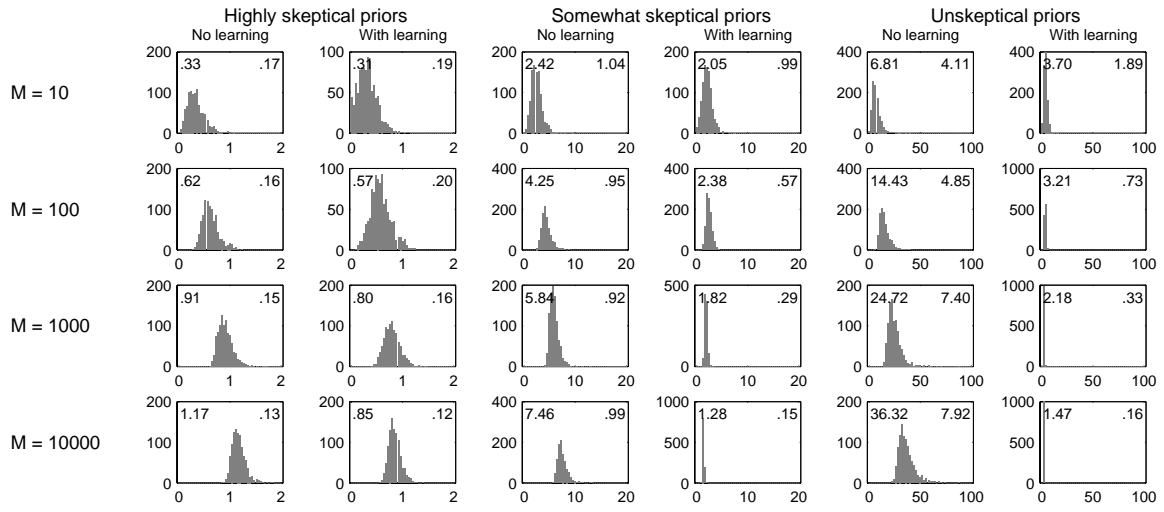 Highly skeptical priors Somewhat skeptical priors Unskeptical priors
No learning With learning No learning With learning No learning With learning
M = 10
200 100 0 .33 .17 0 1 2
100 50 0 .31 .19 0 1 2
200 100 0 2.42 1.04 0 10 20
200 100 0 2.05 .99 0 10 20
400 200 0 6.81 4.11 0 50 100
400 200 0 3.70 1.89 0 50 100
M = 100
200 100 0 .62 .16 0 1 2
100 50 0 .57 .20 0 1 2
400 200 0 4.25 .95 0 10 20
400 200 0 2.38 .57 0 10 20
400 200 0 14.43 4.85 0 50 100
1000 500 0 3.21 .73 0 50 100
M = 1000
200 100 0 .91 .15 0 1 2
200 100 0 .80 .16 0 1 2
200 100 0 5.84 .92 0 10 20
500 0 1.82 .29 0 10 20
200 100 0 24.72 7.40 0 50 100
1000 500 0 2.18 .33 0 50 100
M = 10000
200 100 0 1.17 .13 0 1 2
200 100 0 .85 .12 0 1 2
400 200 0 7.46 .99 0 10 20
1000 500 0 1.28 .15 0 10 20
200 100 0 36.32 7.92 0 50 100
1000 500 0 1.47 .16 0 50 100